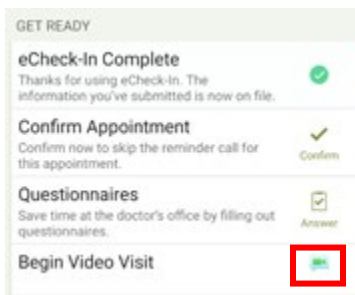 GET READY
eCheck-In Complete
Thanks for using eCheck-In. The
information you've submitted is now on file.
Confirm Appointment
Confirm now to skip the reminder call for
this appointment.
Confirm
Questionnaires
Save time at the doctor's office by filling out
questionnaires.
Answer
Begin Video Visit